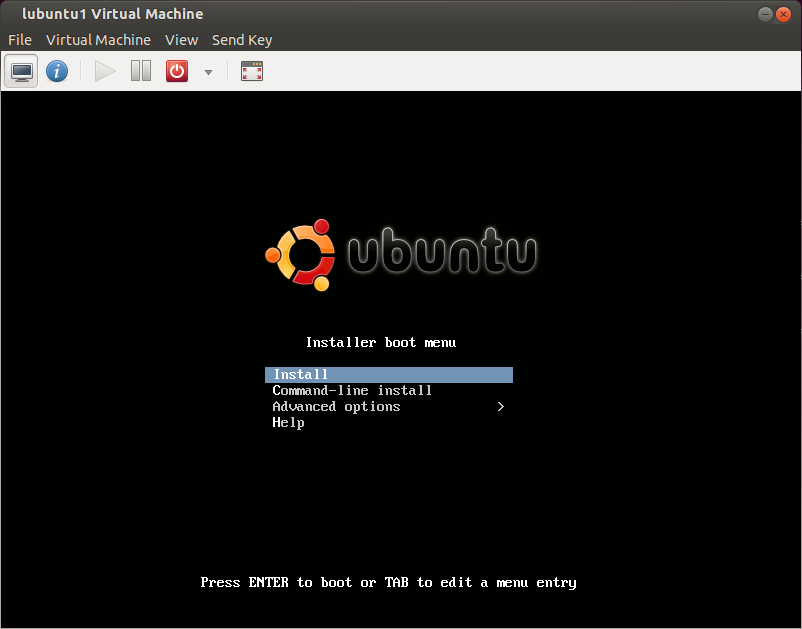 lubuntu1 Virtual Machine
File Virtual Machine View Send Key
ubuntu
Installer boot menu
Install
Command-line install
Advanced options >
Help
Press ENTER to boot or TAB to edit a menu entry